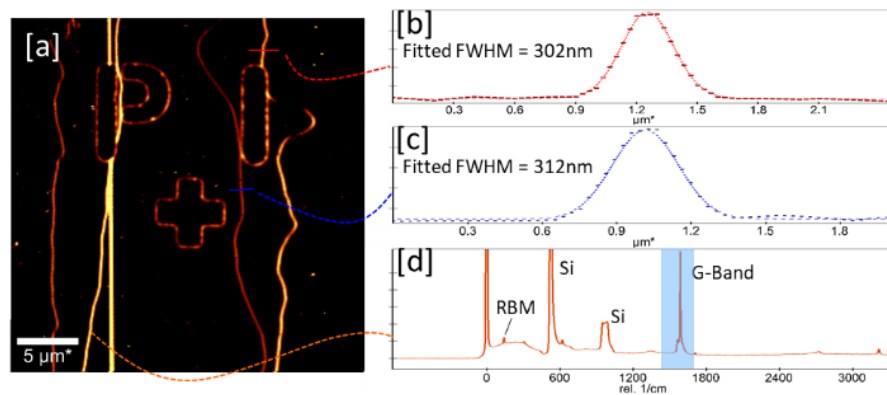 [a]
5 µm*
[b]
Fitted FWHM = 302nm
0.3 0.6 0.9 1.2 1.5 1.8 2.1
µm*
[c]
Fitted FWHM = 312nm
0.3 0.6 0.9 1.2 1.5 1.8
µm*
[d]
RBM
Si
Si
G-Band
0 600 1200 1800 2400 3000
rel. 1/cm